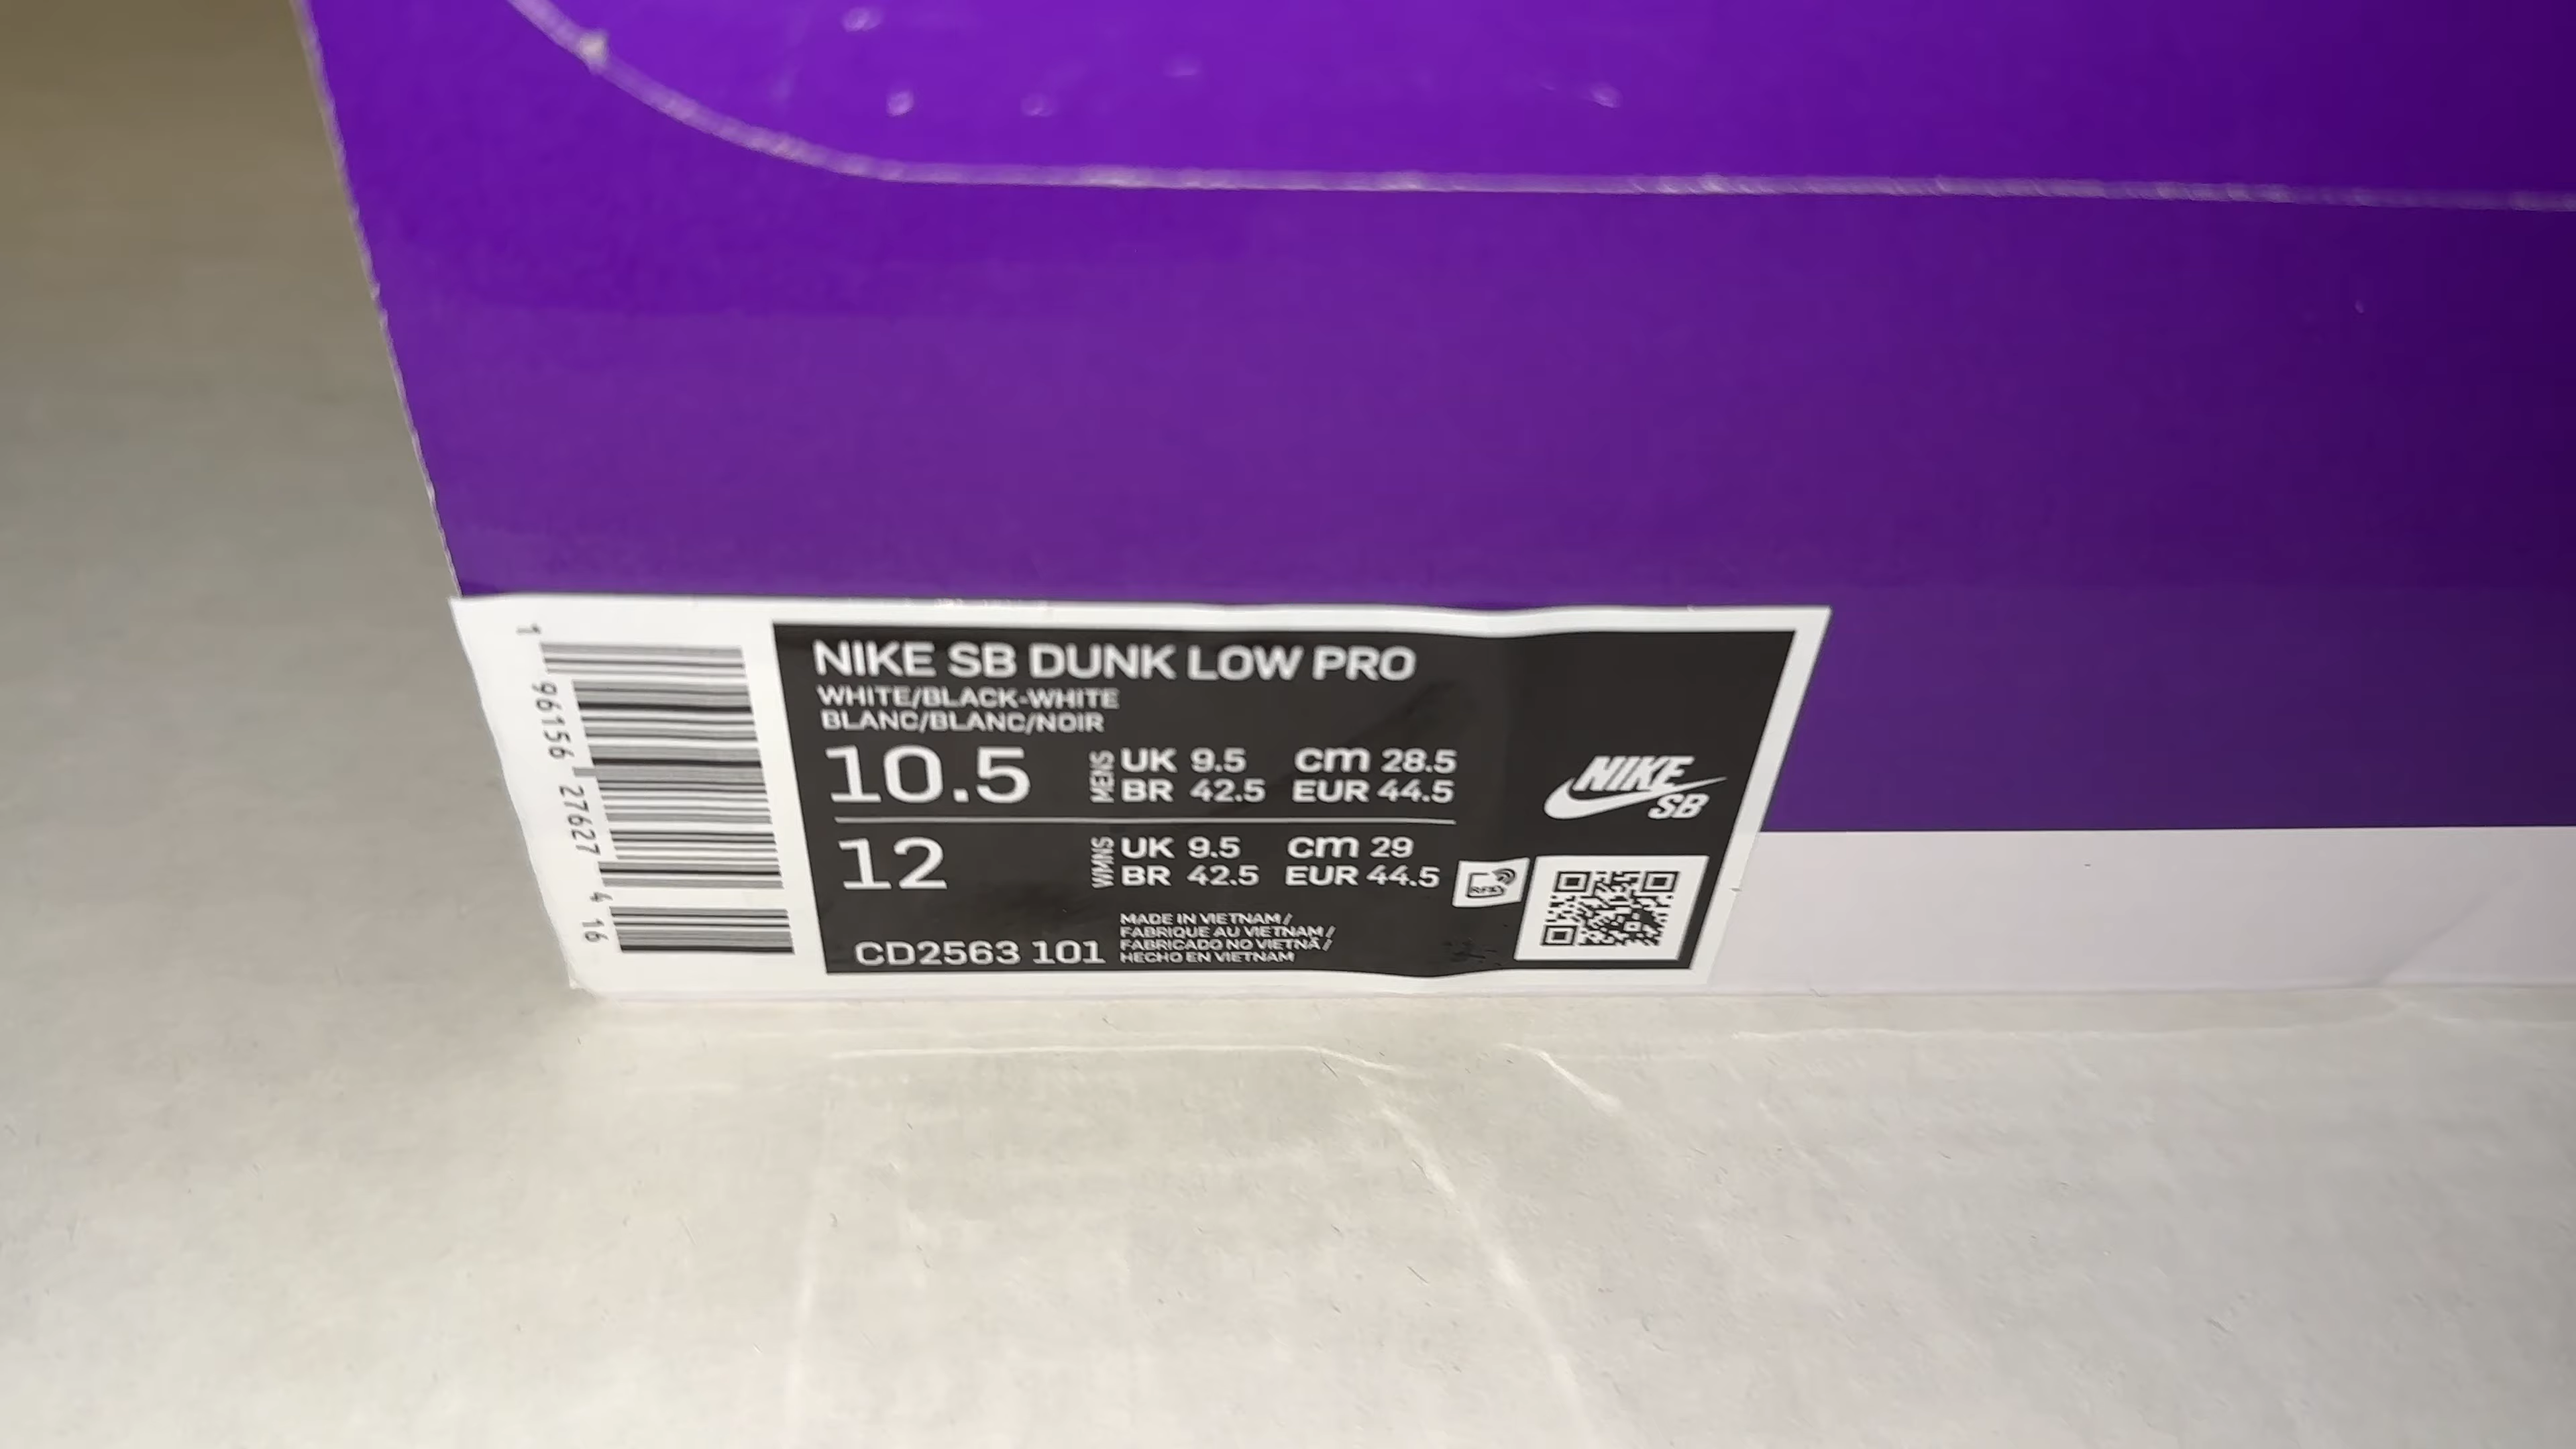 NIKE SB DUNK LOW PRO
WHITE/BLACK-WHITE
BLANC/BLANC/NOIR
10.5 MENS UK 9.5 cm 28.5
BR 42.5 EUR 44.5
12 WMNS UK 9.5 cm 29
BR 42.5 EUR 44.5
CD2563 101
MADE IN VIETNAM /
FABRIQUE AU VIETNAM /
FABRICADO NO VIETNÃ /
HECHO EN VIETNAM
NIKE
SB
RFID
1 96156 27627 4 16